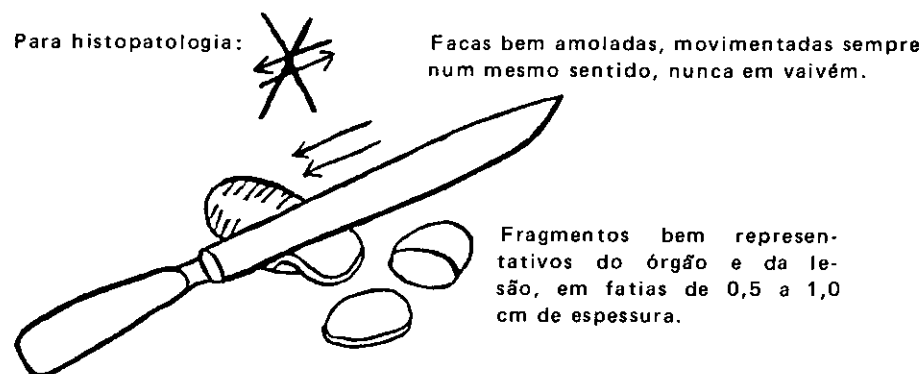 Para histopatologia:
Facas bem amoladas, movimentadas sempre
num mesmo sentido, nunca em vaivém.
Fragmentos bem represen-
tativos do órgão e da le-
são, em fatias de 0,5 a 1,0
cm de espessura.